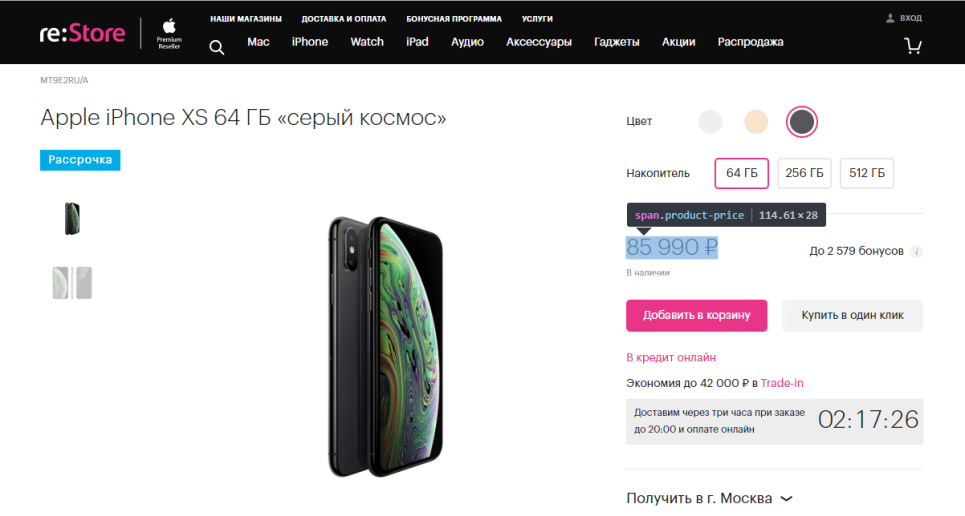 re:Store
Premium
Reseller
НАШИ МАГАЗИНЫ ДОСТАВКА И ОПЛАТА БОНУСНАЯ ПРОГРАММА УСЛУГИ
ВХОД
Mac iPhone Watch iPad Аудио Аксессуары Гаджеты Акции Распродажа
MT9E2RU/A
Apple iPhone XS 64 ГБ «серый космос»
Рассрочка
Цвет
Накопитель 64 ГБ 256 ГБ 512 ГБ
span.product-price 114.61 × 28
85 990 ₽
До 2 579 бонусов i
В наличии
Добавить в корзину Купить в один клик
В кредит онлайн
Экономия до 42 000 ₽ в Trade-in
Доставим через три часа при заказе
до 20:00 и оплате онлайн
02:17:26
Получить в г. Москва